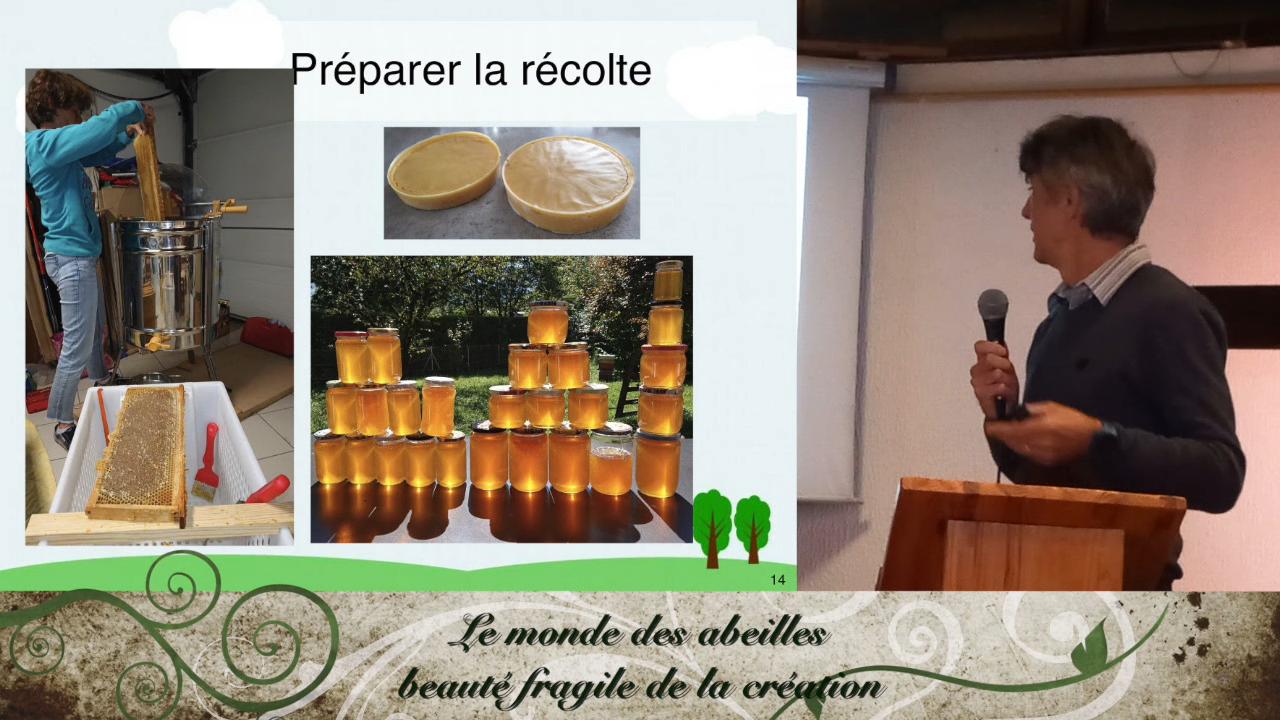 Préparer la récolte
14
Le monde des abeilles
beauté fragile de la création